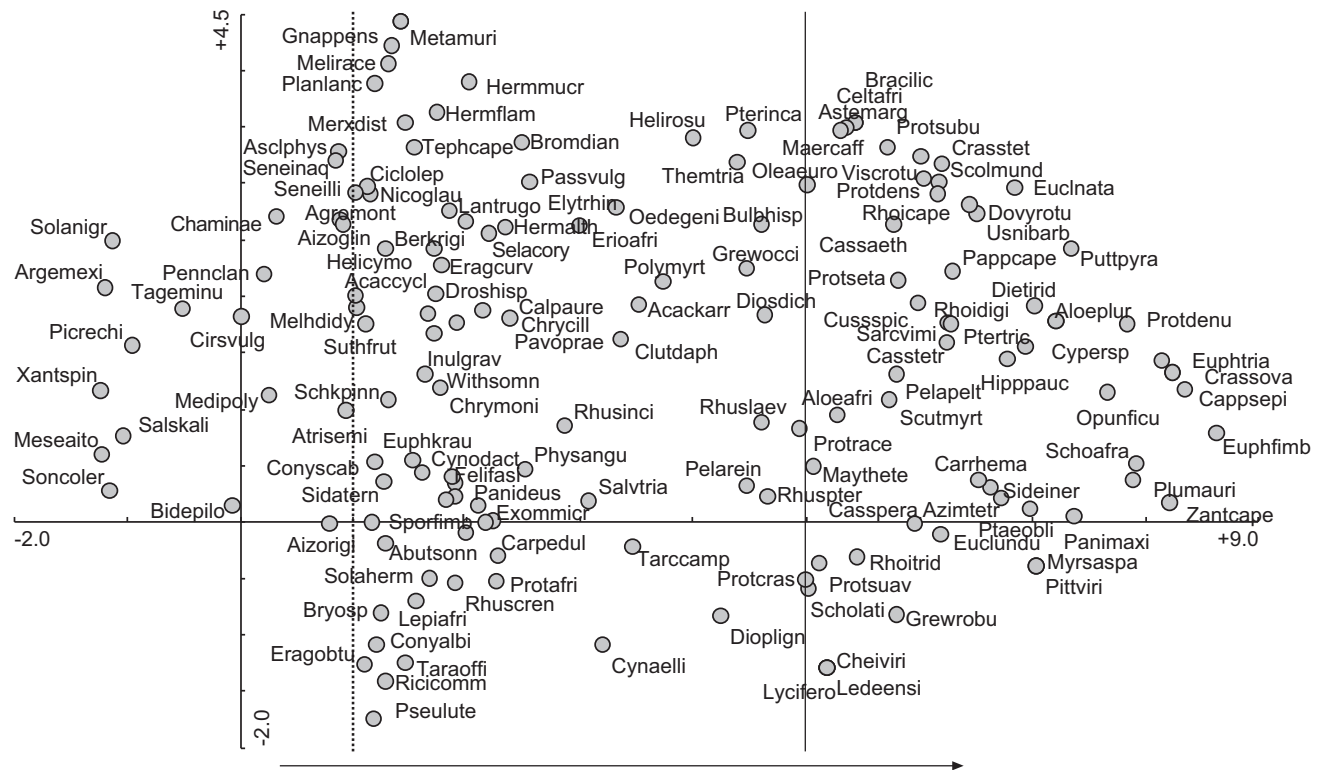 +4.5
Gnappens
Metamuri
Melirace
Planlanc
Hermmucr
Bracilic
Celtafri
Hermflam
Helirosu
Pterinca
Astemarg
Merxdist
Protsubu
Asclphys
Tephcape
Bromdian
Maercaff
Crasstet
Seneinaq
Themtria
Oleaeuro
Viscrotu
Scolmund
Ciclolep
Passvulg
Seneilli
Nicoglau
Protdens
Euclnata
Lantrugo
Elytrhin
Chaminae
Agremont
Oedegeni
Bulbhisp
Rhoicape
Dovyrotu
Solanigr
Hermalth
Usnibarb
Aizoglin
Berkrigi
Selacory
Erioafri
Cassaeth
Grewocci
Pappcape
Puttpyra
Argemexi
Pennclan
Helicymo
Eragcurv
Polymyrt
Protseta
Tageminu
Acaccycl
Droshisp
Dietirid
Calpaure
Acackarr
Diosdich
Rhoidigi
Aloeplur
Picrechi
Cirsvulg
Melhdidy
Chrycill
Cussspic
Protdenu
Suthfrut
Pavoprae
Sarcvimi
Ptertric
Clutdaph
Casstetr
Cypersp
Inulgrav
Euphtria
Xantspin
Withsomn
Hipppauc
Crassova
Medipoly
Schkpinn
Chrymoni
Rhuslaev
Aloeafri
Pelapelt
Cappsepi
Salskali
Rhusinci
Scutmyrt
Opunficu
Meseaito
Atrisemi
Euphkrau
Protrace
Euphfimb
Cynodact
Physangu
Schoafra
Soncoler
Conyscab
Felifasl
Pelarein
Maythete
Carrhema
Sidatern
Panideus
Salvtria
Rhuspter
Sideiner
Plumauri
Bidepilo
Sporfimb
Exommicr
Casspera
Azimtetr
Zantcape
-2.0
Aizorigi
Abutsonn
Carpedul
Ptaeobli
Panimaxi
+9.0
Euclundu
Tarccamp
Rhoitrid
Myrsaspa
Solaherm
Protafri
Protcras
Protsuav
Pittviri
Rhuscren
Bryosp
Lepiafri
Scholati
Grewrobu
Conyalbi
Dioplign
Eragobtu
Taraoffi
Cynaelli
Cheiviri
Ricicomm
Lycifero
Ledeensi
Pseulute
-2.0